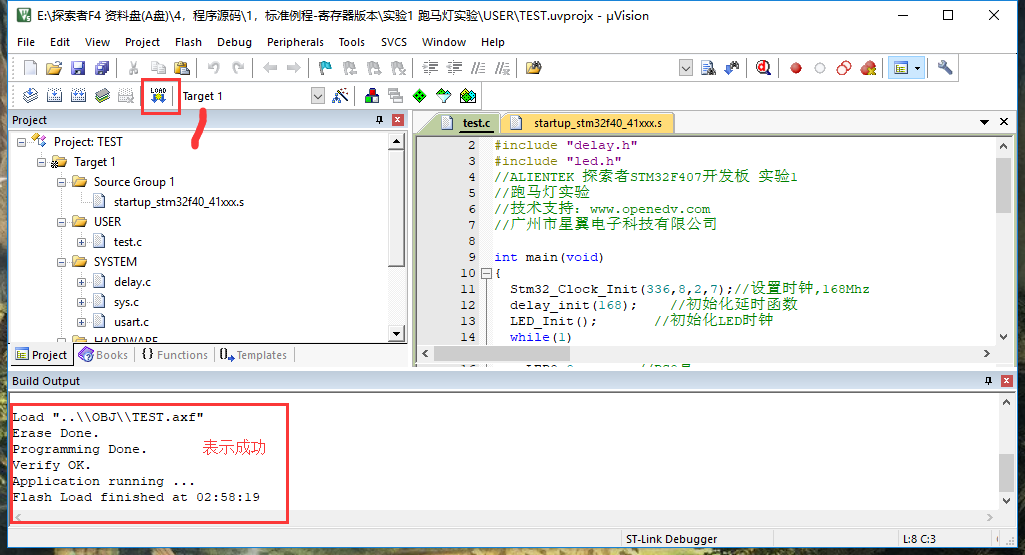 E:\探索者F4 资料盘(A盘)\4，程序源码\1，标准例程-寄存器版本\实验1 跑马灯实验\USER\TEST.uvprojx - µVision
File Edit View Project Flash Debug Peripherals Tools SVCS Window Help
LOAD Target 1
Project
Project: TEST
Target 1
Source Group 1
startup_stm32f40_41xxx.s
USER
test.c
SYSTEM
delay.c
sys.c
usart.c
HARDWARE
Project Books {} Functions Templates
test.c startup_stm32f40_41xxx.s
2 #include "delay.h"
3 #include "led.h"
4 //ALIENTEK 探索者STM32F407开发板 实验1
5 //跑马灯实验
6 //技术支持：www.openedv.com
7 //广州市星翼电子科技有限公司
8
9 int main(void)
10 {
11 Stm32_Clock_Init(336,8,2,7);//设置时钟,168Mhz
12 delay_init(168); //初始化延时函数
13 LED_Init(); //初始化LED时钟
14 while(1)
Build Output
Load "..\\OBJ\\TEST.axf"
Erase Done.
Programming Done.
表示成功
Verify OK.
Application running ...
Flash Load finished at 02:58:19
ST-Link Debugger L:8 C:3